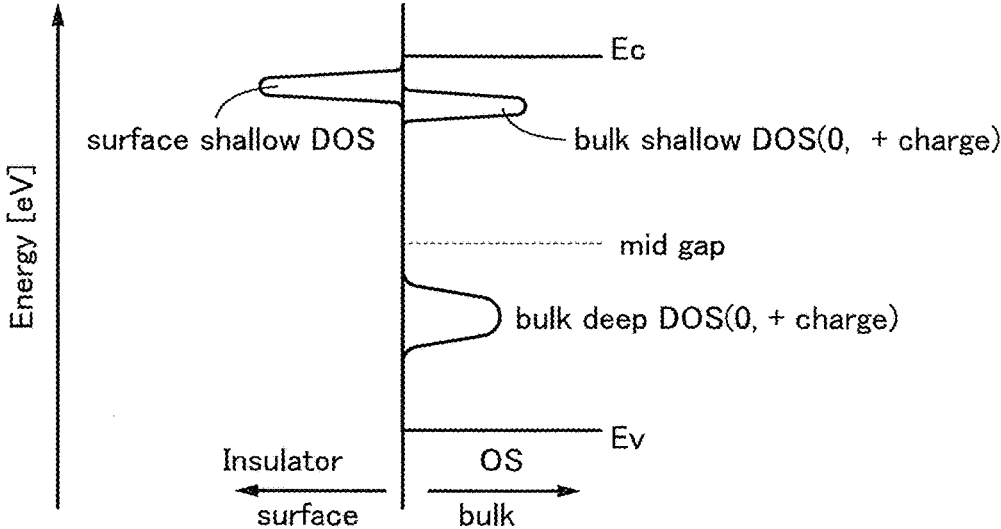 Ec
surface shallow DOS
bulk shallow DOS(0, + charge)
Energy [eV]
mid gap
bulk deep DOS(0, + charge)
Ev
Insulator
OS
surface
bulk